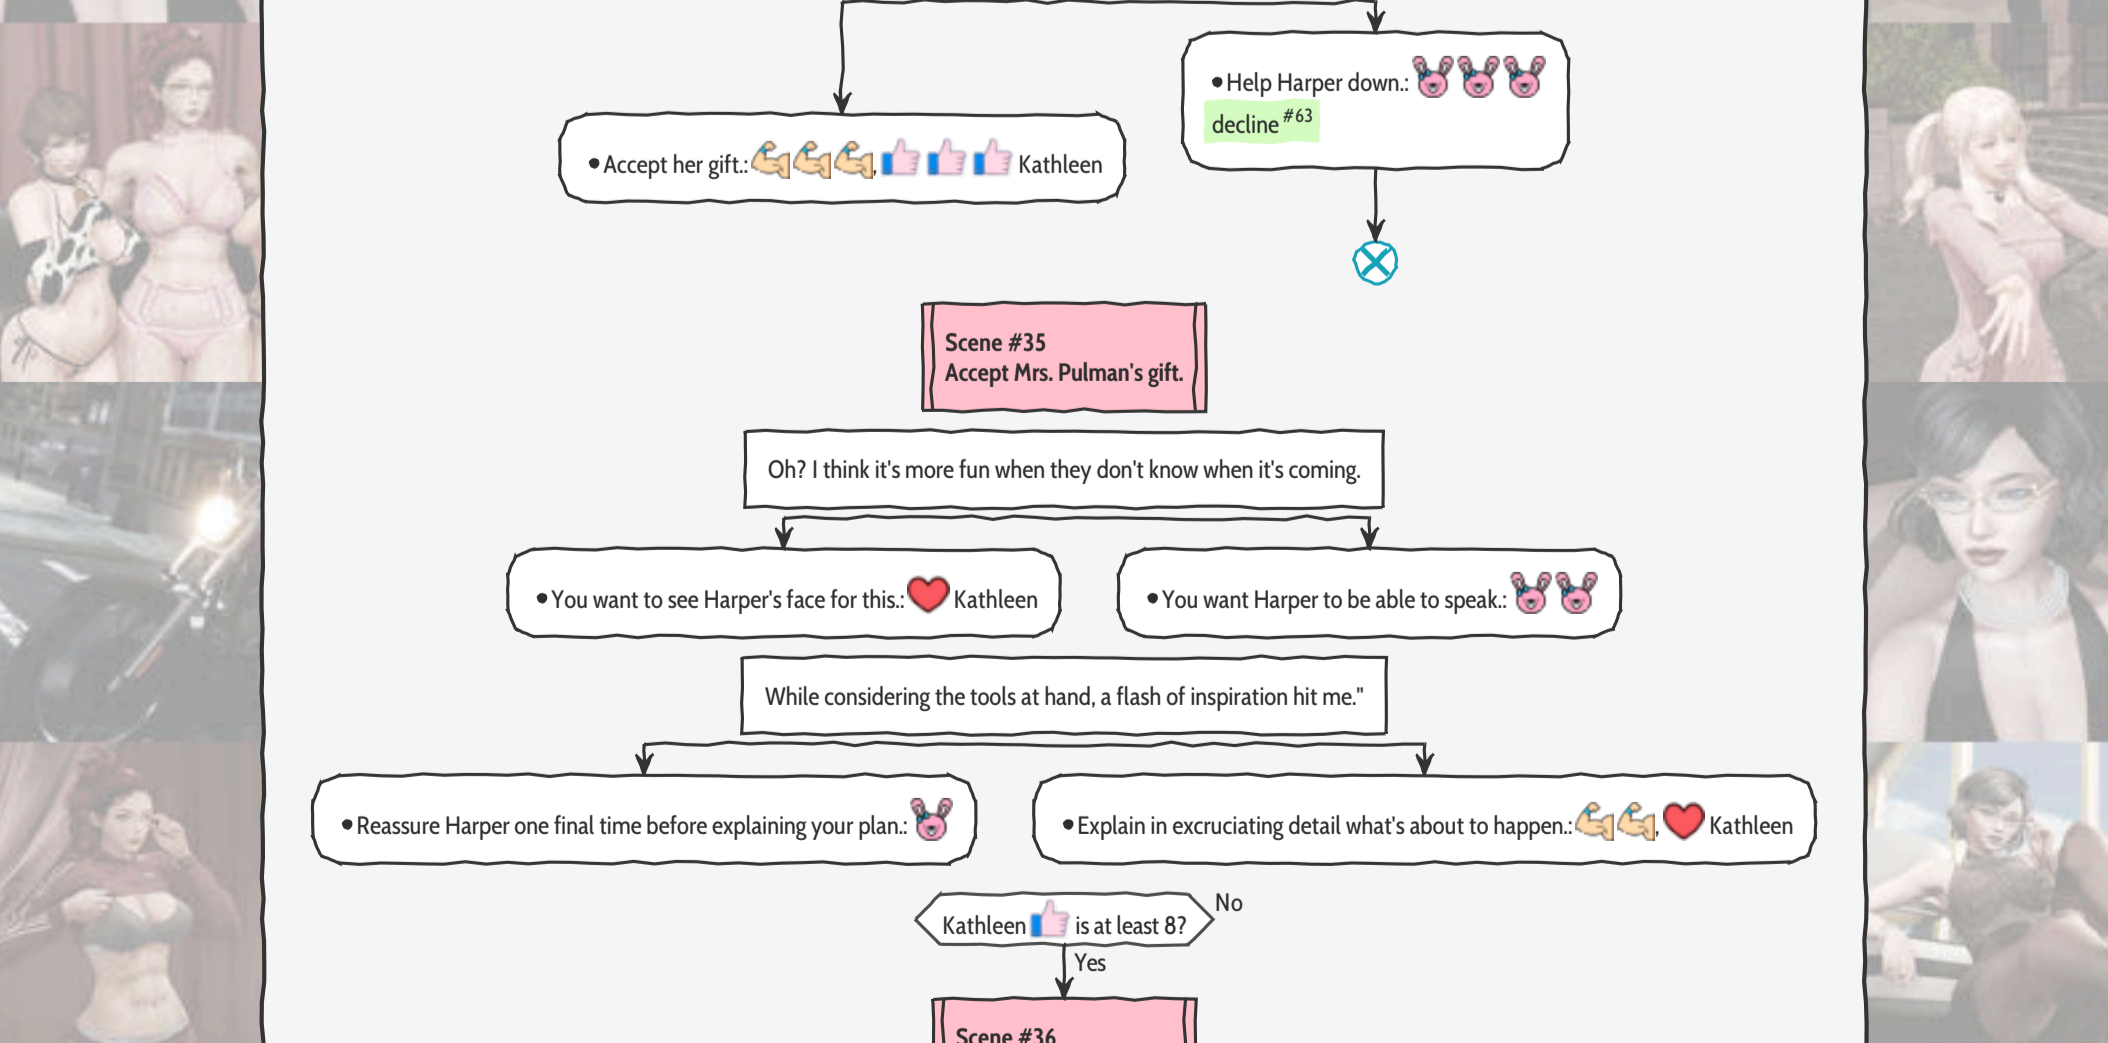 •Help Harper down.:
decline #63
•Accept her gift.: , Kathleen
Scene #35
Accept Mrs. Pulman's gift.
Oh? I think it's more fun when they don't know when it's coming.
•You want to see Harper's face for this.: Kathleen
•You want Harper to be able to speak.:
While considering the tools at hand, a flash of inspiration hit me."
•Reassure Harper one final time before explaining your plan.:
•Explain in excruciating detail what's about to happen.: , Kathleen
No
Kathleen is at least 8?
Yes
Scene #36